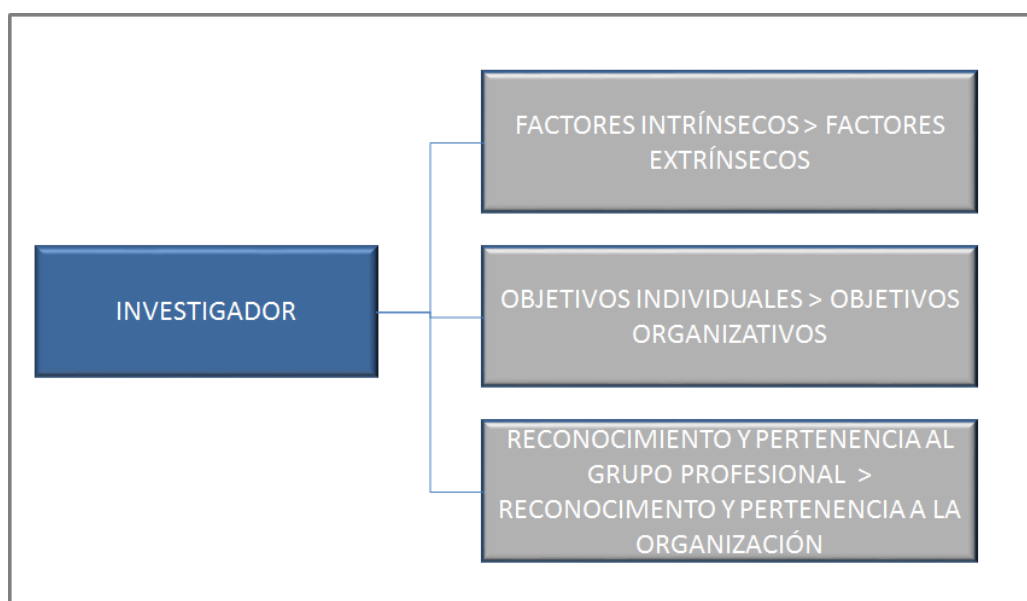 FACTORES INTRÍNSECOS > FACTORES
EXTRÍNSECOS
INVESTIGADOR
OBJETIVOS INDIVIDUALES > OBJETIVOS
ORGANIZATIVOS
RECONOCIMIENTO Y PERTENENCIA AL
GRUPO PROFESIONAL >
RECONOCIMENTO Y PERTENENCIA A LA
ORGANIZACIÓN